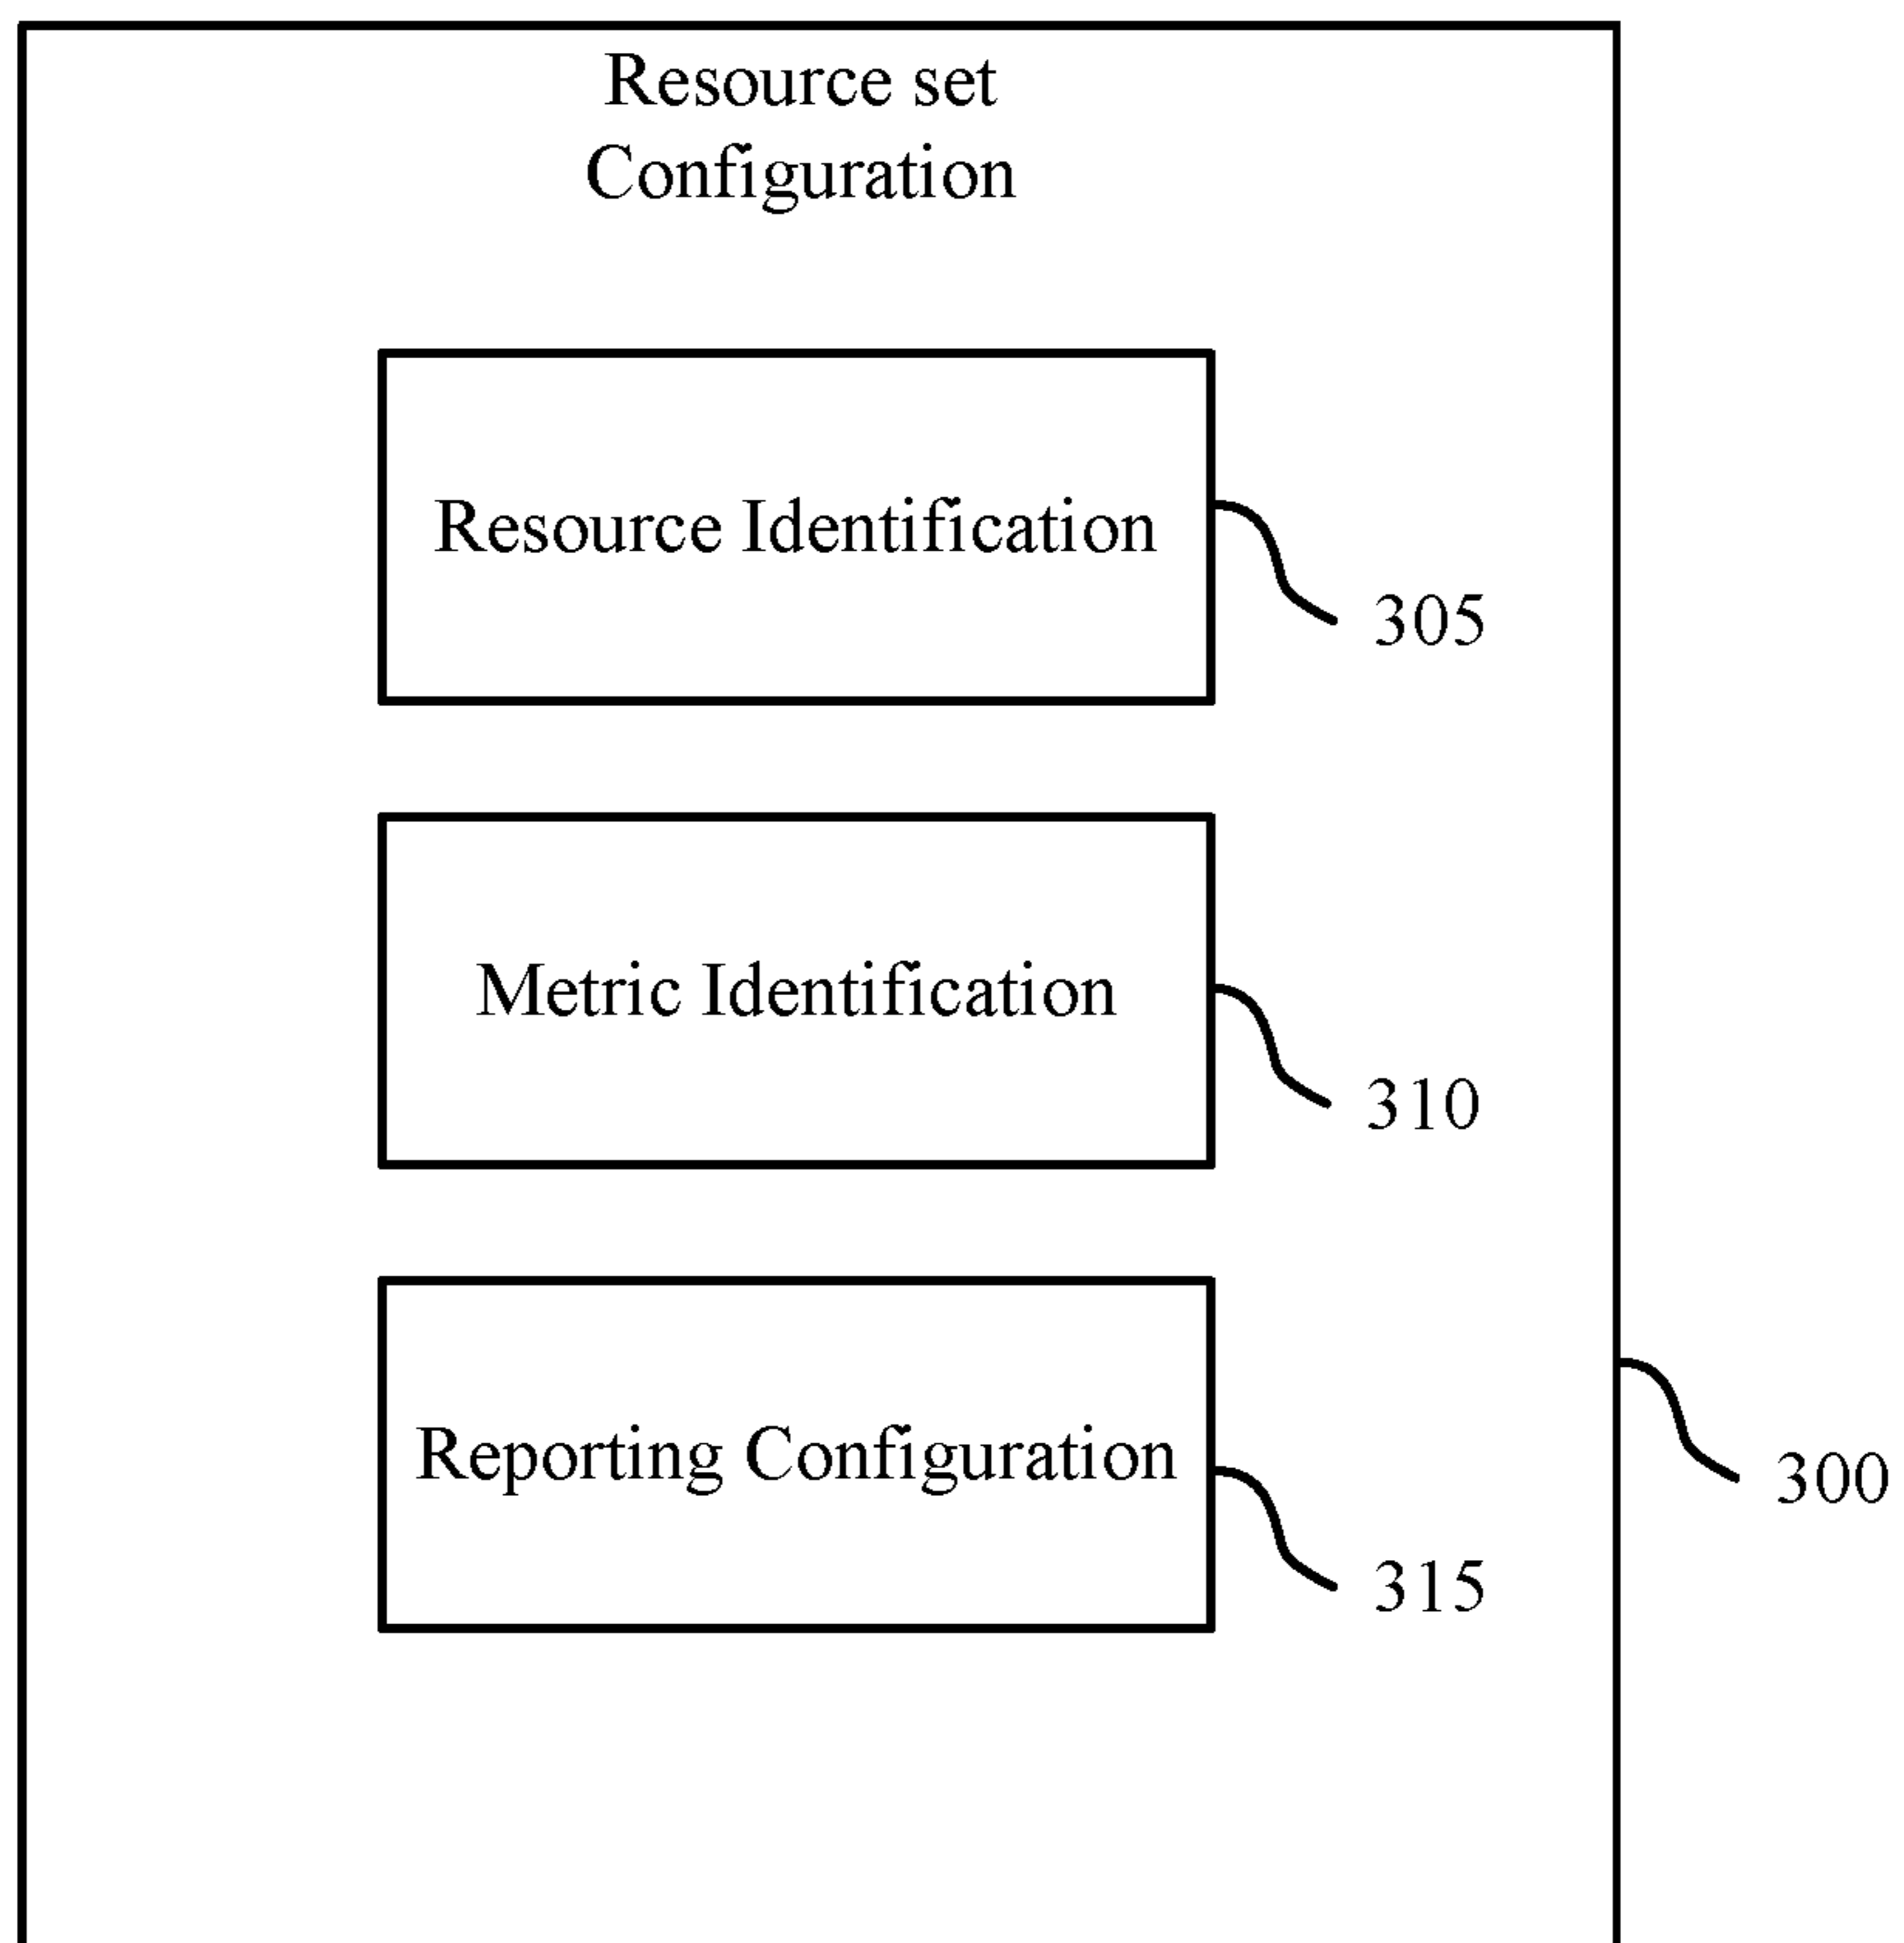 Resource set
Configuration
Resource Identification
305
Metric Identification
310
Reporting Configuration
300
315